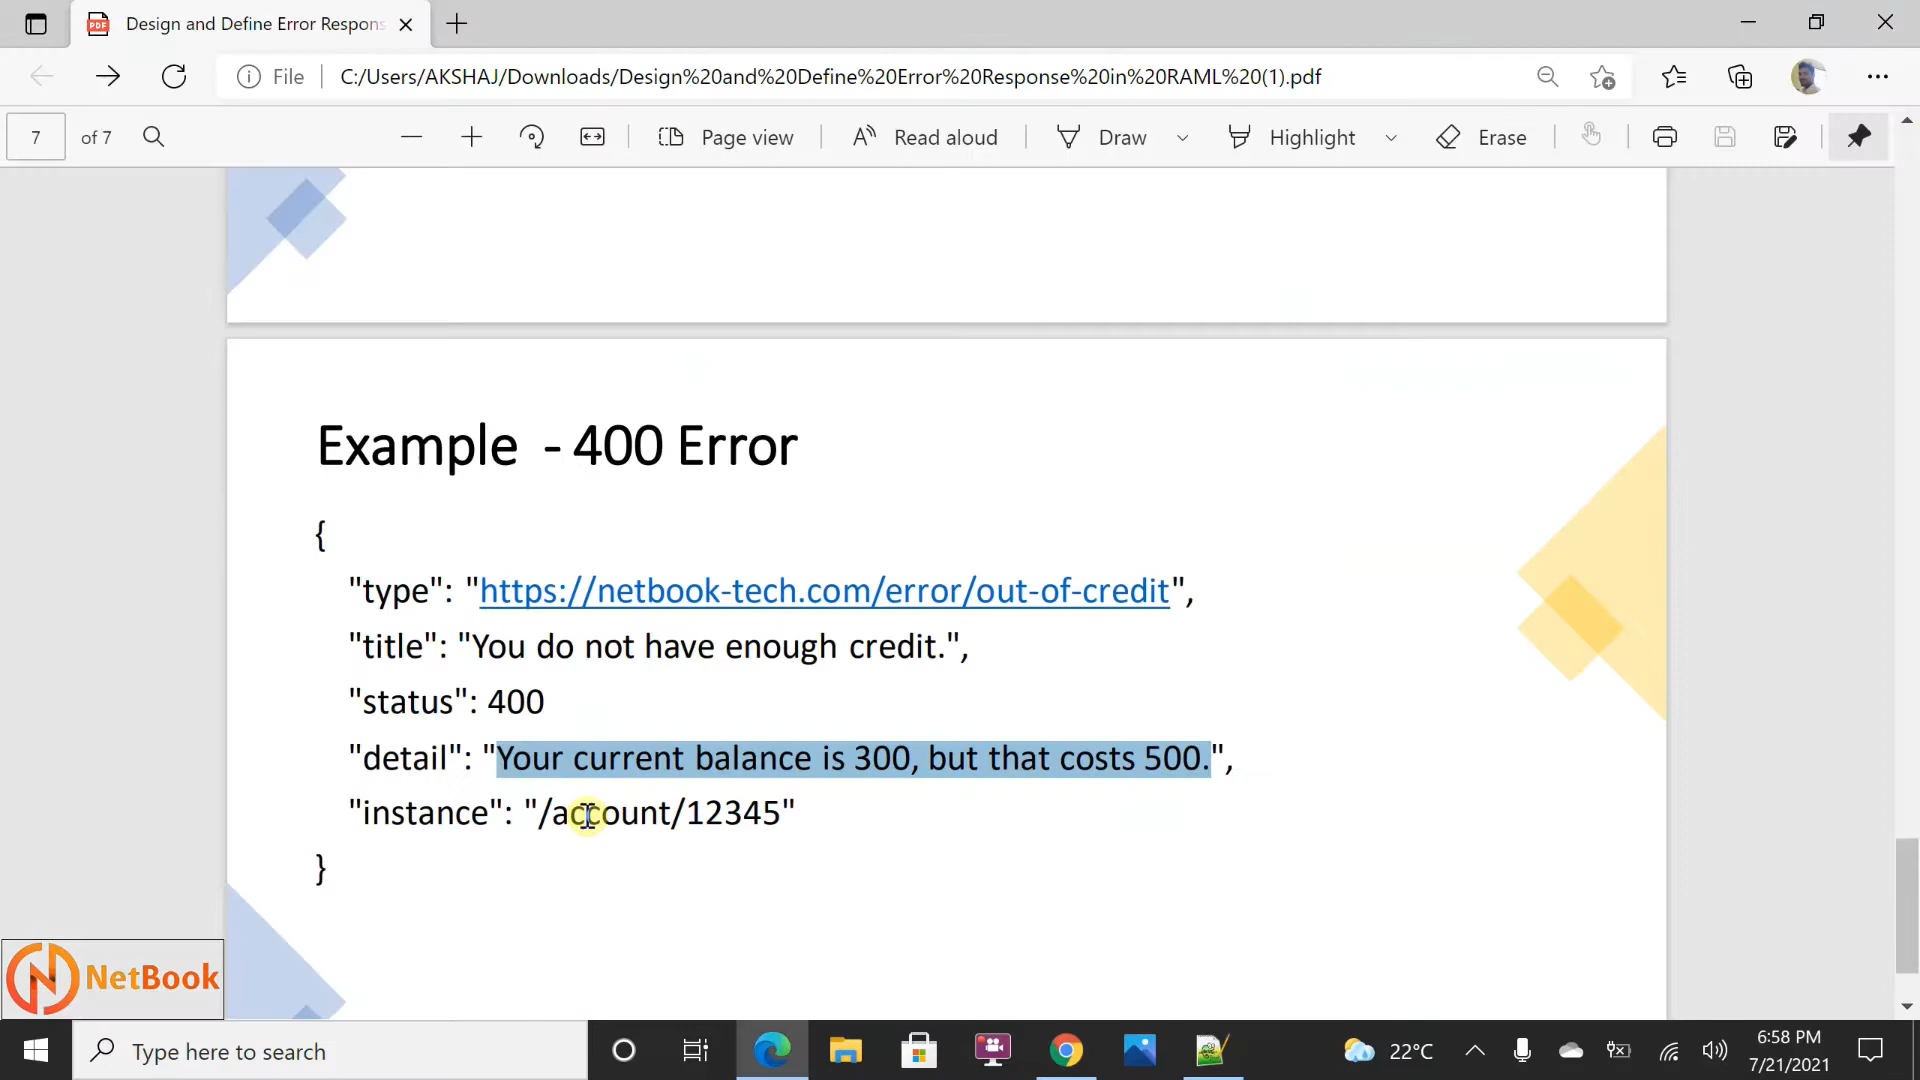 Design and Define Error Respons
File
C:/Users/AKSHAJ/Downloads/Design%20and%20Define%20Error%20Response%20in%20RAML%20(1).pdf
7 of 7
Page view
Read aloud
Draw
Highlight
Erase
Example - 400 Error
{
"type": "https://netbook-tech.com/error/out-of-credit",
"title": "You do not have enough credit.",
"status": 400
"detail": "Your current balance is 300, but that costs 500.",
"instance": "/account/12345"
}
NetBook
Type here to search
22°C
6:58 PM
7/21/2021